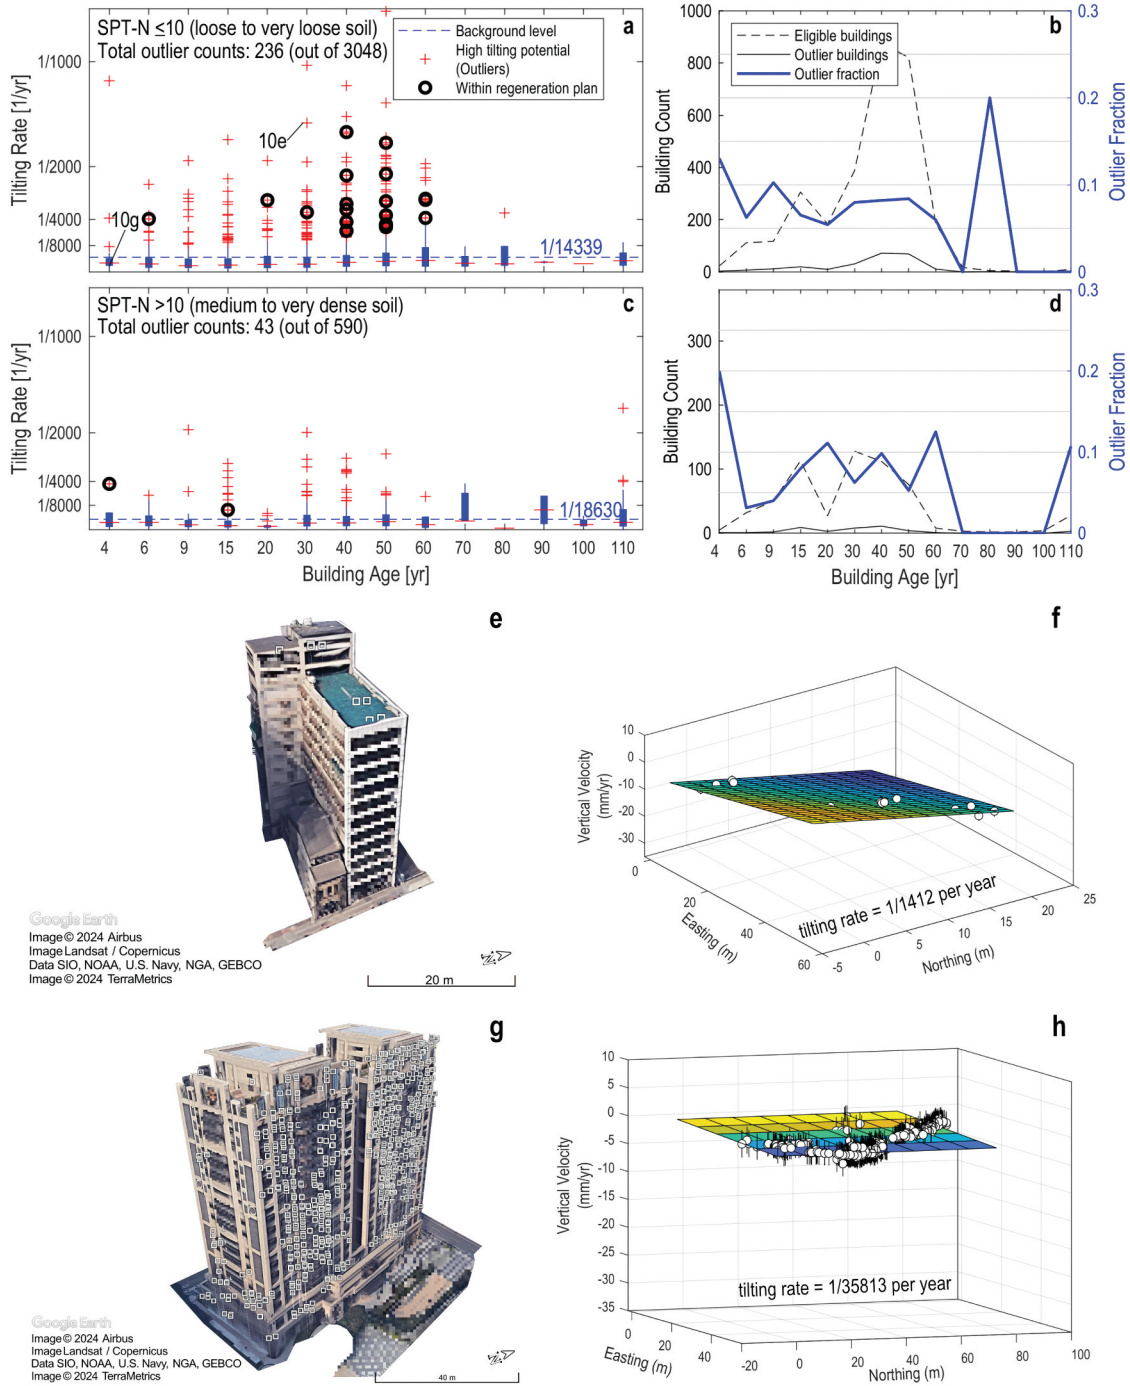 SPT-N ≤10 (loose to very loose soil)
Total outlier counts: 236 (out of 3048)
a
Background level
High tilting potential
(Outliers)
Within regeneration plan
Tilting Rate [1/yr]
1/1000
1/2000
1/4000
1/8000
10e
10g
1/14339
b
Eligible buildings
Outlier buildings
Outlier fraction
Building Count
1000
800
600
400
200
0
Outlier Fraction
0.3
0.2
0.1
0
SPT-N >10 (medium to very dense soil)
Total outlier counts: 43 (out of 590)
c
Tilting Rate [1/yr]
1/1000
1/2000
1/4000
1/8000
1/18630
4 6 9 15 20 30 40 50 60 70 80 90 100 110
Building Age [yr]
d
Building Count
300
200
100
0
Outlier Fraction
0.3
0.2
0.1
0
4 6 9 15 20 30 40 50 60 70 80 90 100 110
Building Age [yr]
e
Google Earth
Image © 2024 Airbus
Image Landsat / Copernicus
Data SIO, NOAA, U.S. Navy, NGA, GEBCO
Image © 2024 TerraMetrics
20 m
f
Vertical Velocity
(mm/yr)
10
0
-10
-20
-30
0
20
40
60
Easting (m)
-5 0 5 10 15 20 25
Northing (m)
tilting rate = 1/1412 per year
g
Google Earth
Image © 2024 Airbus
Image Landsat / Copernicus
Data SIO, NOAA, U.S. Navy, NGA, GEBCO
Image © 2024 TerraMetrics
40 m
h
Vertical Velocity
(mm/yr)
10
5
0
-5
-10
-15
-20
-25
-30
-35
tilting rate = 1/35813 per year
0 20 40
Easting (m)
-20 0 20 40 60 80 100
Northing (m)